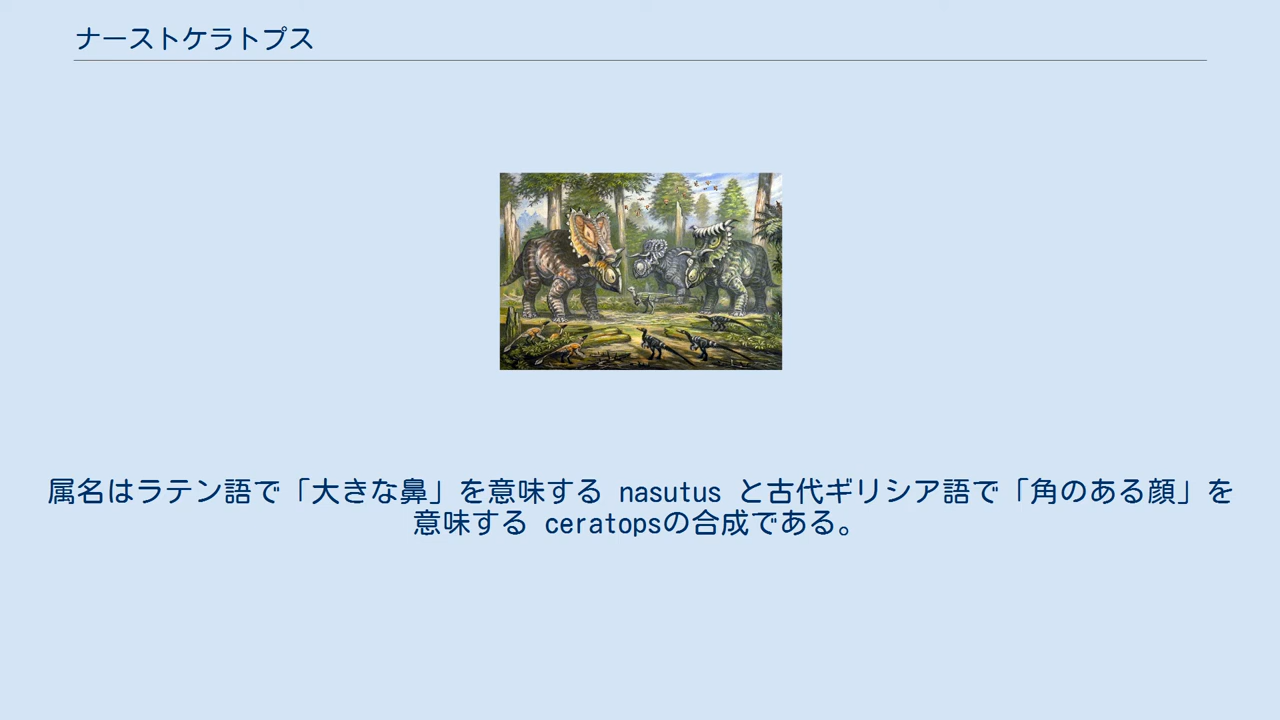 ナーストケラトプス
属名はラテン語で「大きな鼻」を意味する nasutus と古代ギリシア語で「角のある顔」を
意味する ceratopsの合成である。